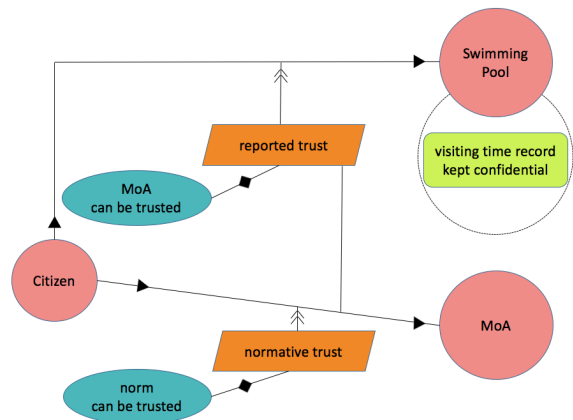 Swimming
Pool
visiting time record
kept confidential
reported trust
MoA
can be trusted
Citizen
MoA
normative trust
norm
can be trusted